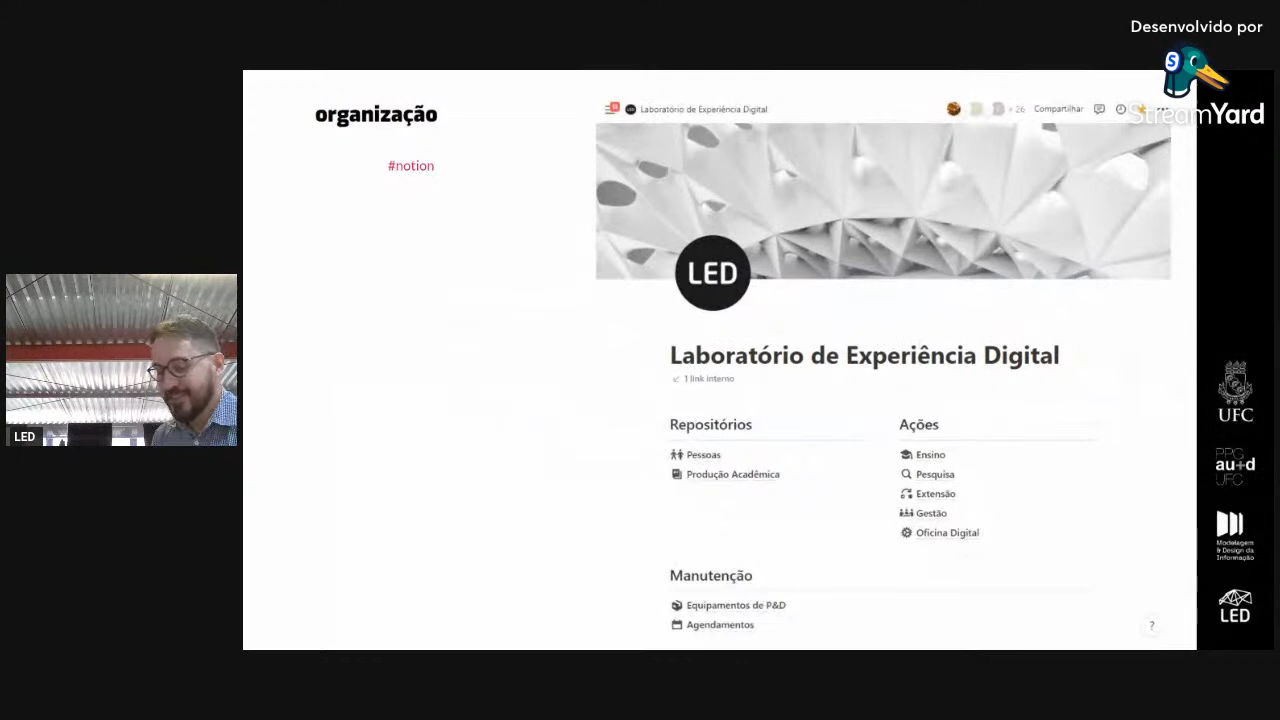 Desenvolvido por
StreamYard
organização
#notion
Laboratório de Experiência Digital
+ 26
Compartilhar
LED
Laboratório de Experiência Digital
1 link interno
Repositórios
Pessoas
Produção Acadêmica
Ações
Ensino
Pesquisa
Extensão
Gestão
Oficina Digital
Manutenção
Equipamentos de P&D
Agendamentos
?
LED
UFC
PPG
au+d
UFC
Modelagem
& Design da
Informação
LED